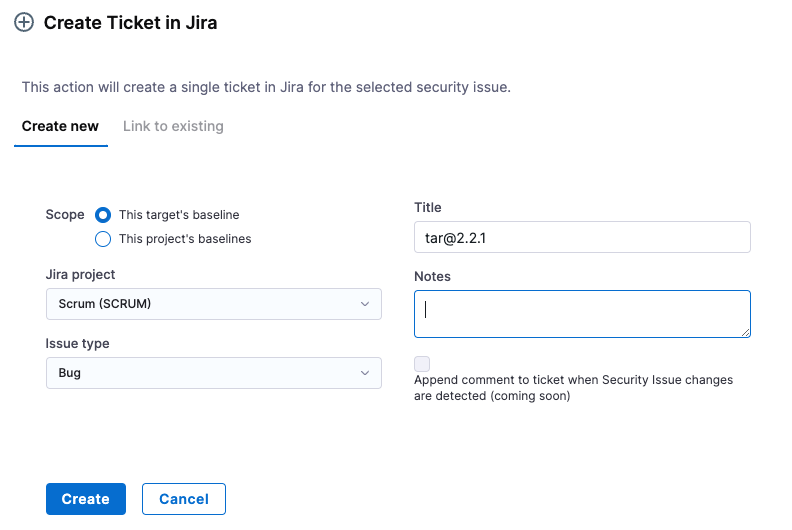 Create Ticket in Jira
This action will create a single ticket in Jira for the selected security issue.
Create new
Link to existing
Scope
This target's baseline
This project's baselines
Jira project
Scrum (SCRUM)
Issue type
Bug
Title
tar@2.2.1
Notes
Append comment to ticket when Security Issue changes
are detected (coming soon)
Create
Cancel